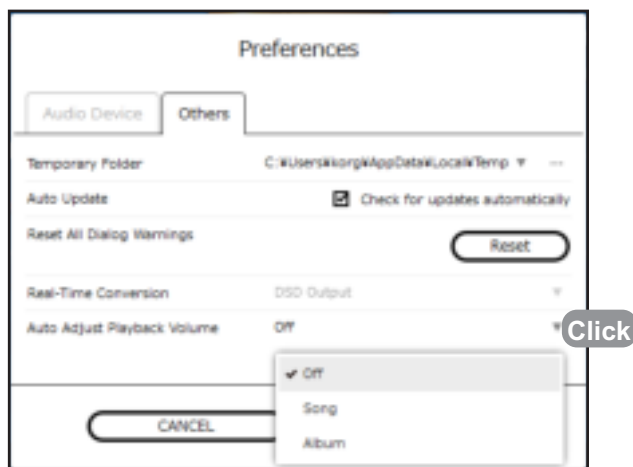 Preferences
Audio Device Others
Temporary Folder C:¥Users¥korg¥AppData¥Local¥Temp ▼ ...
Auto Update ☑ Check for updates automatically
Reset All Dialog Warnings Reset
Real-Time Conversion DSD Output ▼
Auto Adjust Playback Volume Off ▼ Click
✔ Off
Song
CANCEL
Album